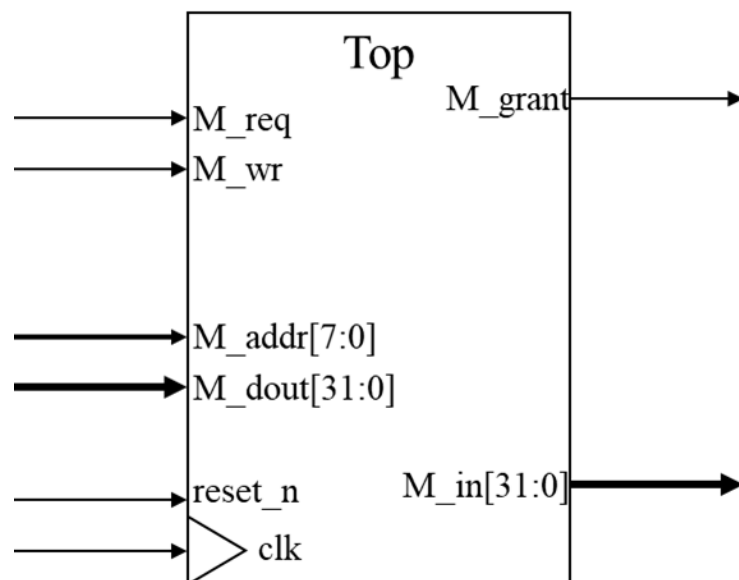 Top
M_req
M_grant
M_wr
M_addr[7:0]
M_dout[31:0]
reset_n
M_in[31:0]
clk